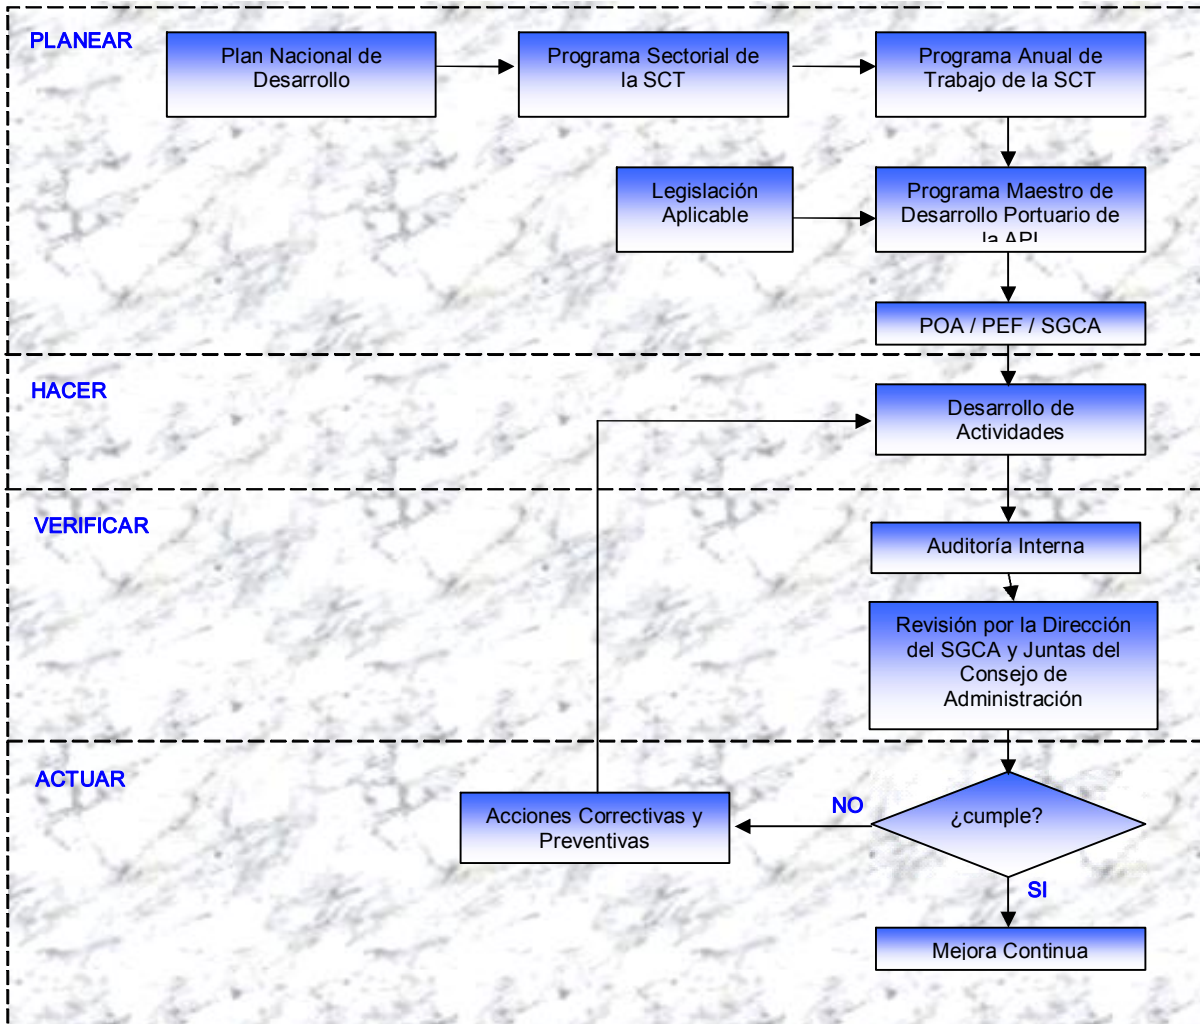 PLANEAR
Plan Nacional de
Desarrollo
Programa Sectorial de
la SCT
Programa Anual de
Trabajo de la SCT
Legislación
Aplicable
Programa Maestro de
Desarrollo Portuario de
la API
POA / PEF / SGCA
HACER
Desarrollo de
Actividades
VERIFICAR
Auditoría Interna
Revisión por la Dirección
del SGCA y Juntas del
Consejo de
Administración
ACTUAR
Acciones Correctivas y
Preventivas
NO
¿cumple?
SI
Mejora Continua